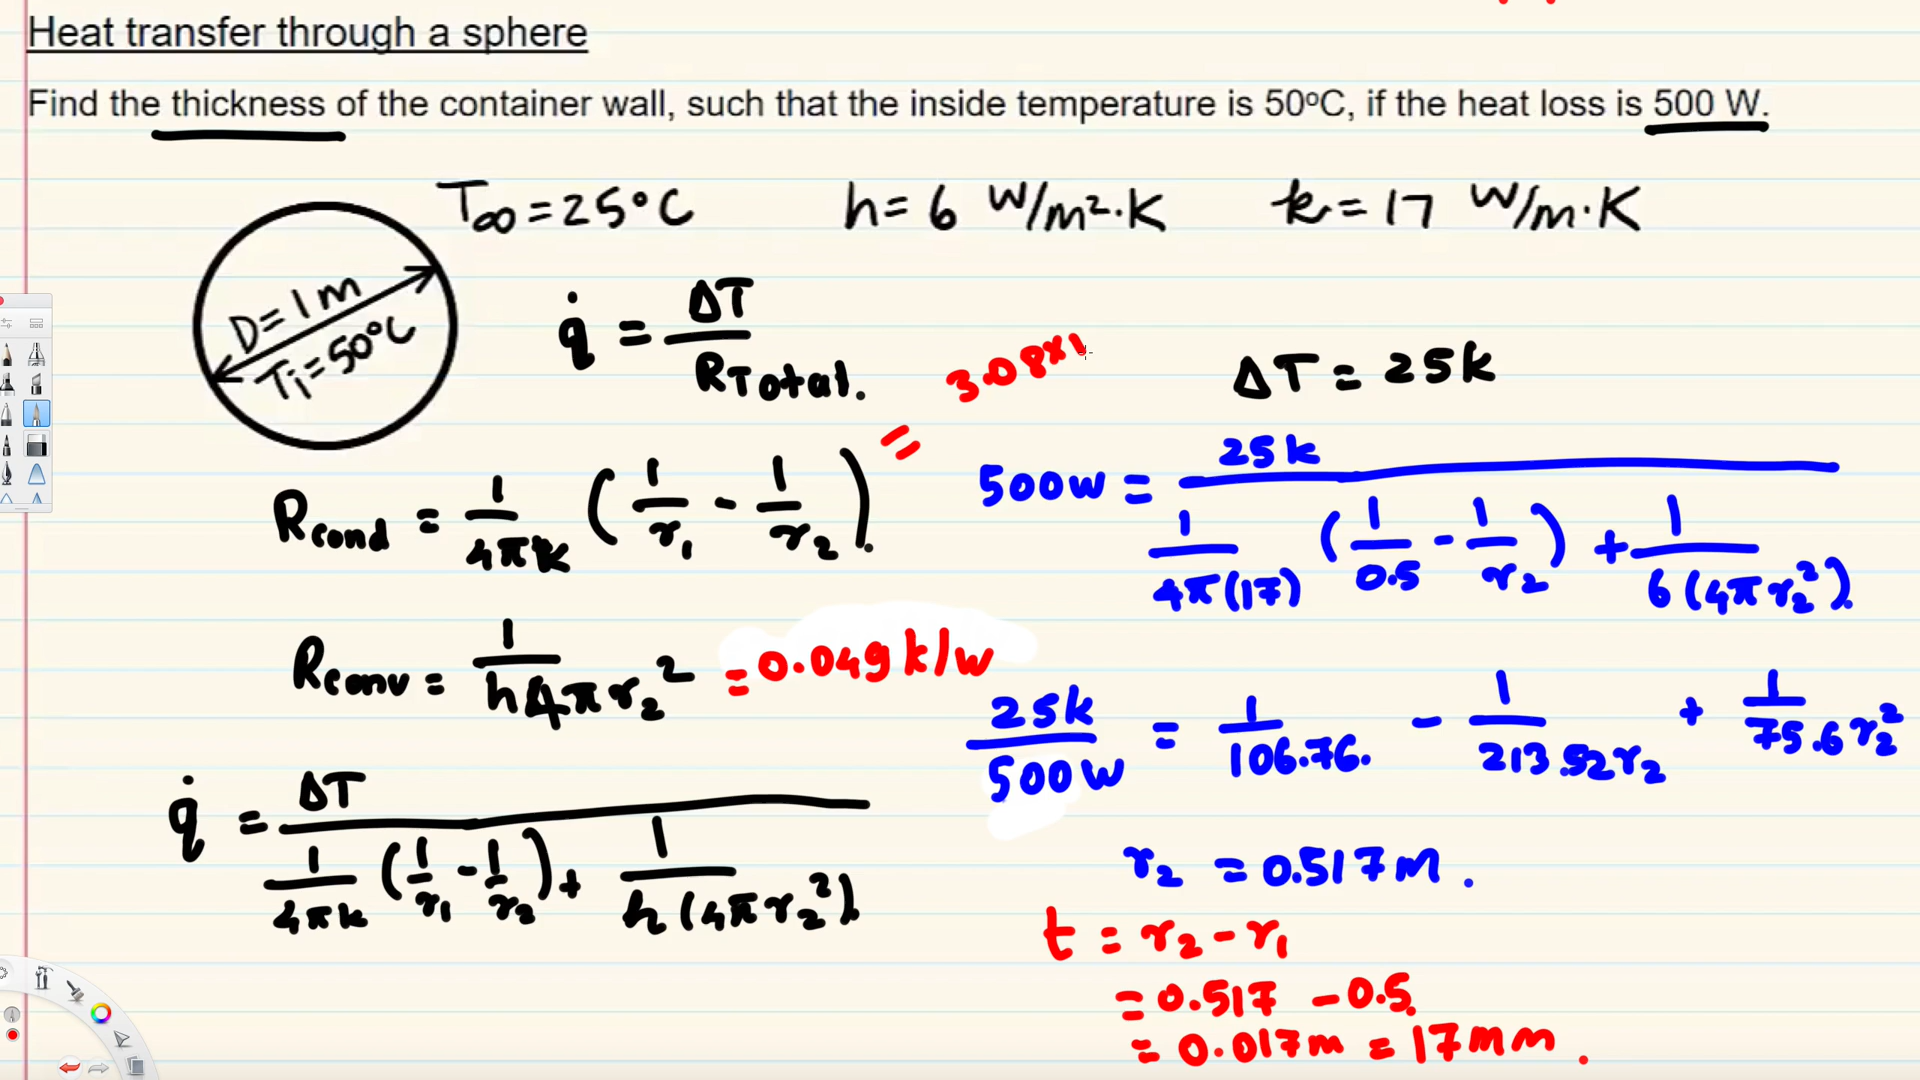 Heat transfer through a sphere
Find the thickness of the container wall, such that the inside temperature is 50°C, if the heat loss is 500 W.
T∞ = 25°C h = 6 W/m²·K k = 17 W/m·K
D = 1m
Ti = 50°C
q̇ = ΔT / RTotal.
3.08×1
ΔT = 25k
Rcond = 1/4πk (1/r₁ - 1/r₂). =
500w = 25k / 1/4π(17) (1/0.5 - 1/r₂) + 1/6(4πr₂²).
Rconv = 1/h4πr₂² = 0.049k/w
25k/500w = 1/106.76. - 1/213.52r₂ + 1/75.6r₂²
q̇ = ΔT / 1/4πk (1/r₁ - 1/r₂) + 1/h(4πr₂²).
r₂ = 0.517m.
t = r₂ - r₁
= 0.517 - 0.5.
= 0.017m = 17mm.